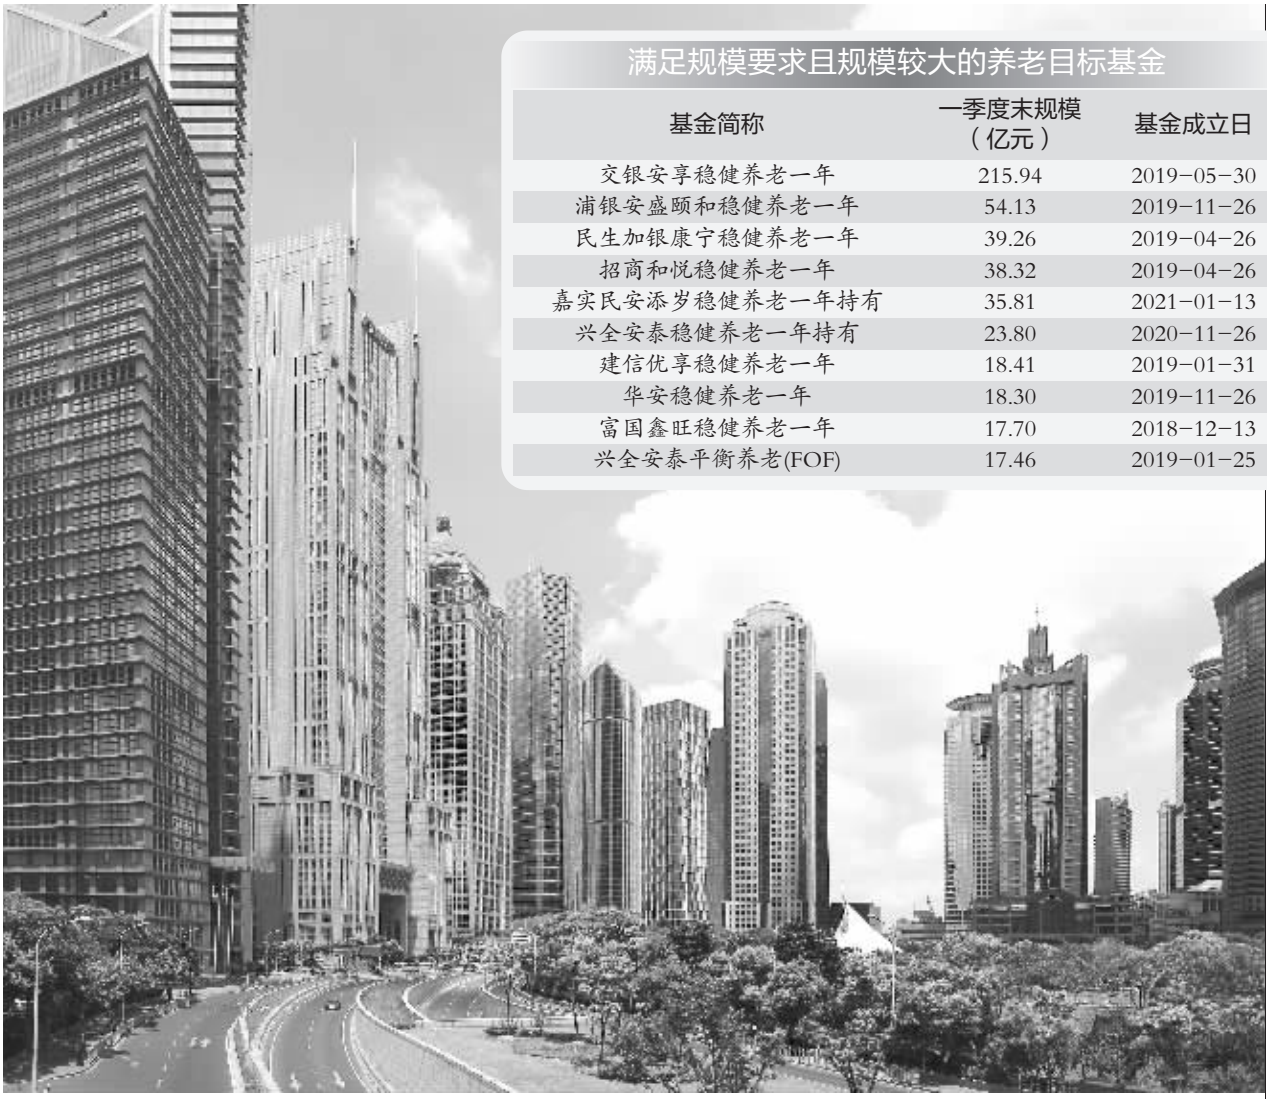 满足规模要求且规模较大的养老目标基金
基金简称 一季度末规模（亿元） 基金成立日
交银安享稳健养老一年 215.94 2019-05-30
浦银安盛颐和稳健养老一年 54.13 2019-11-26
民生加银康宁稳健养老一年 39.26 2019-04-26
招商和悦稳健养老一年 38.32 2019-04-26
嘉实民安添岁稳健养老一年持有 35.81 2021-01-13
兴全安泰稳健养老一年持有 23.80 2020-11-26
建信优享稳健养老一年 18.41 2019-01-31
华安稳健养老一年 18.30 2019-11-26
富国鑫旺稳健养老一年 17.70 2018-12-13
兴全安泰平衡养老(FOF) 17.46 2019-01-25